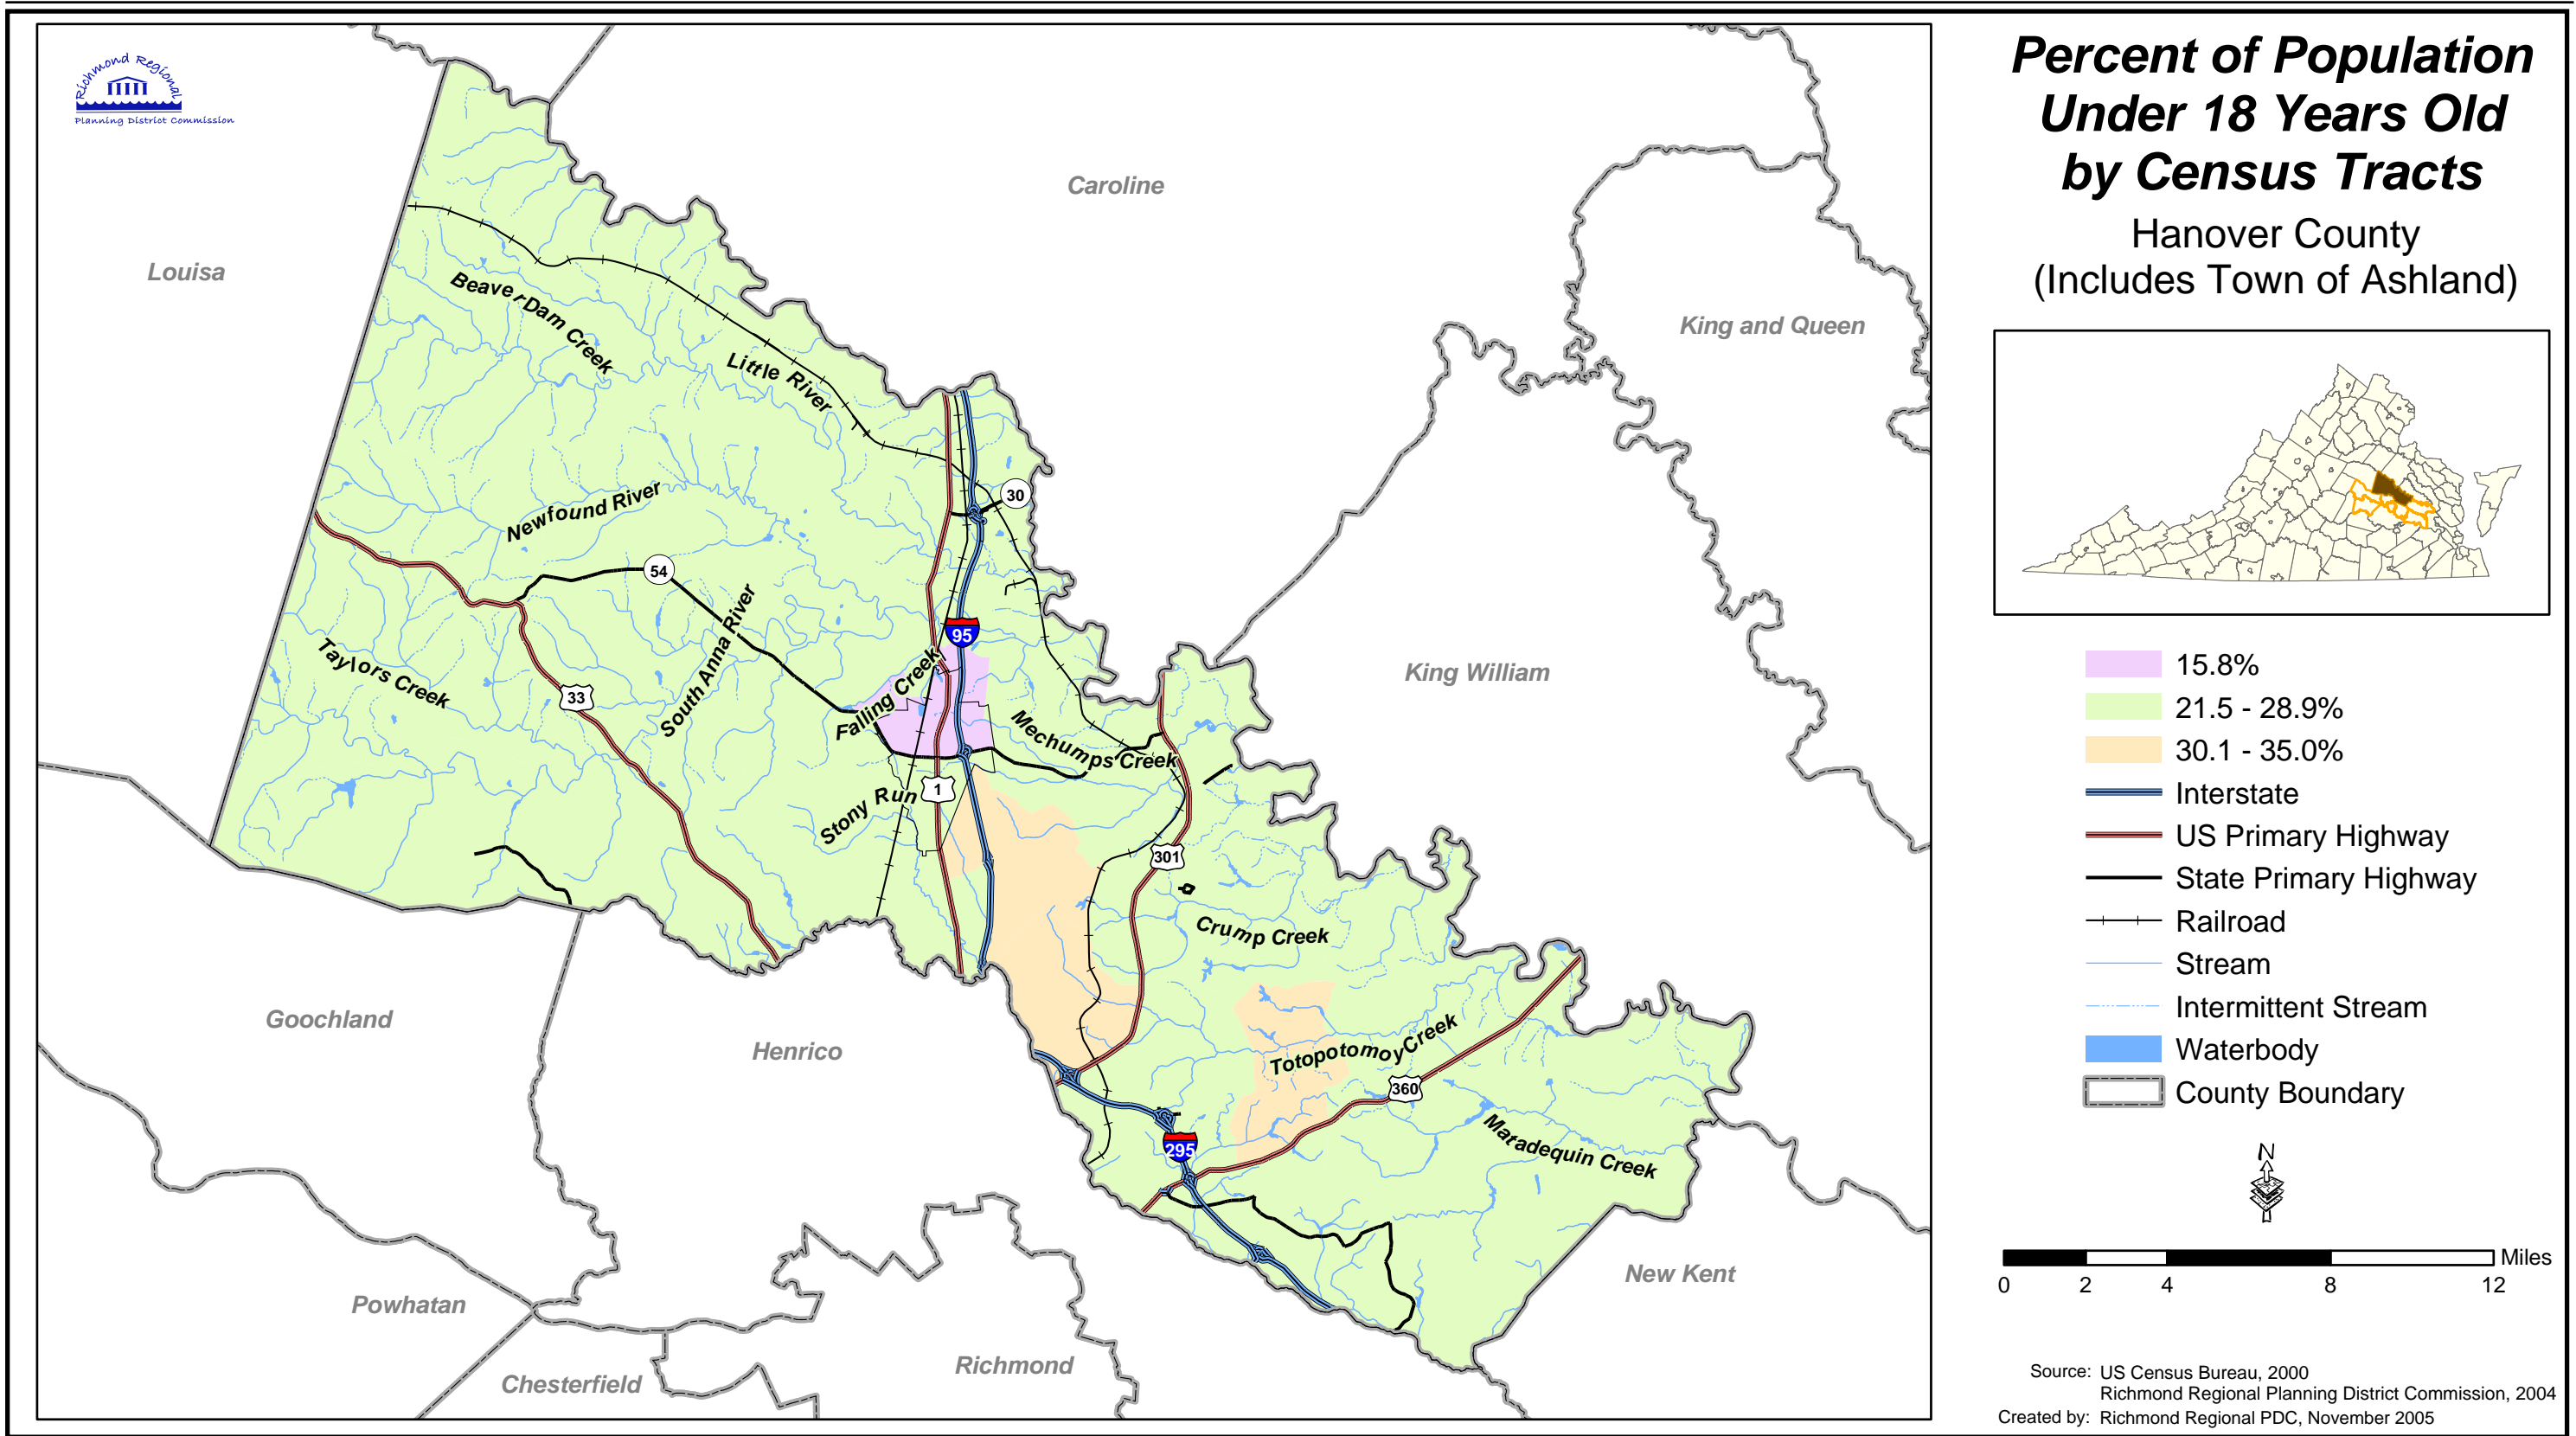 Richmond Regional
Planning District Commission
Percent of Population
Under 18 Years Old
by Census Tracts
Hanover County
(Includes Town of Ashland)
Caroline
Louisa
King and Queen
King William
Goochland
Henrico
Powhatan
Chesterfield
Richmond
New Kent
Beaver Dam Creek
Little River
Newfound River
South Anna River
Taylors Creek
Falling Creek
Mechumps Creek
Stony Run
Crump Creek
Totopotomoy Creek
Matadequin Creek
30
54
95
33
1
301
360
295
15.8%
21.5 - 28.9%
30.1 - 35.0%
Interstate
US Primary Highway
State Primary Highway
Railroad
Stream
Intermittent Stream
Waterbody
County Boundary
N
Miles
0 2 4 8 12
Source: US Census Bureau, 2000
Richmond Regional Planning District Commission, 2004
Created by: Richmond Regional PDC, November 2005